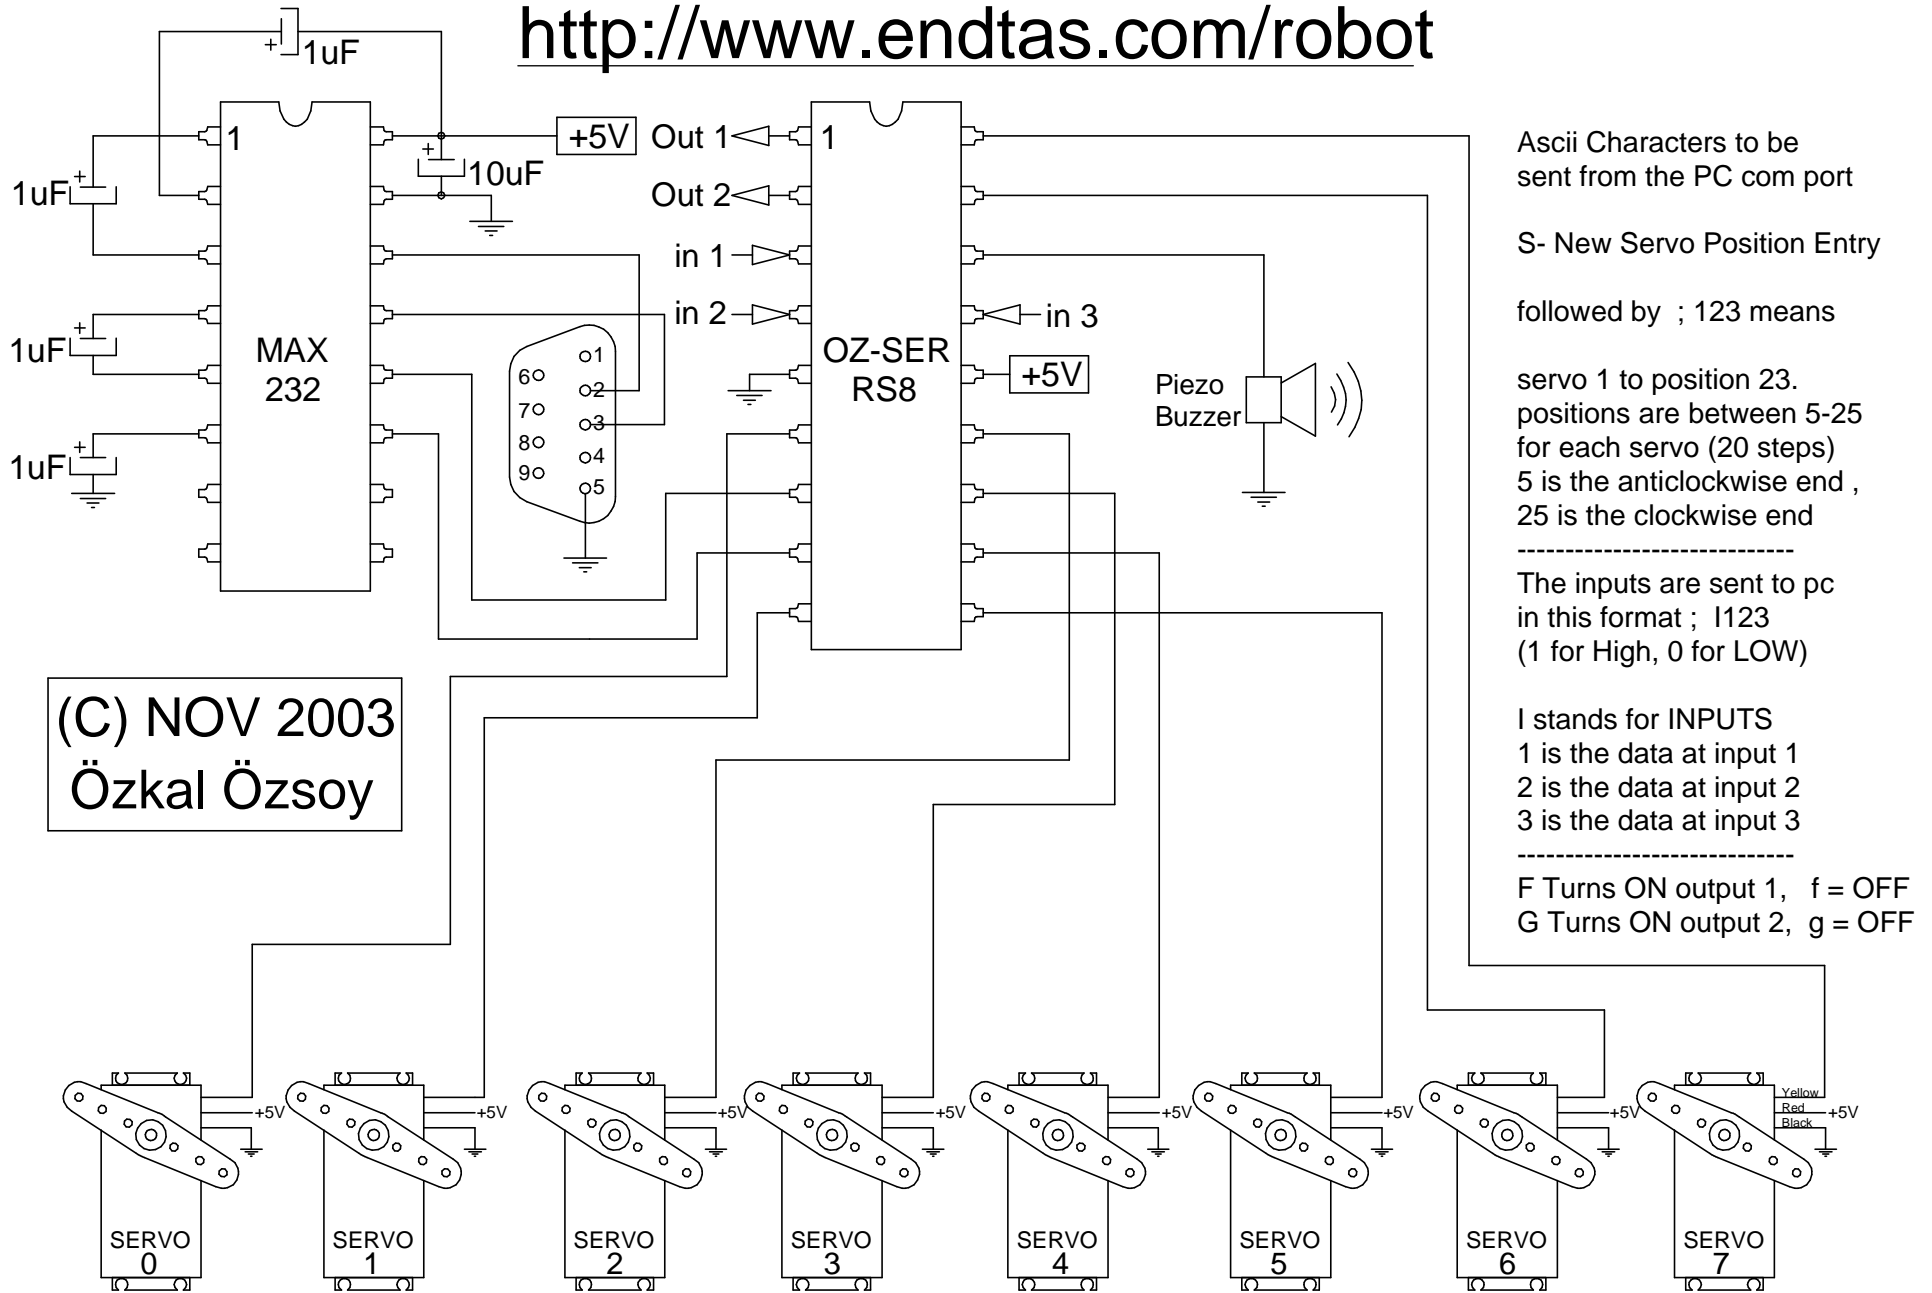 http://www.endtas.com/robot
+
1uF
1
+5V
+
10uF
+
1uF
+
1uF
+
1uF
MAX
232
Out 1
Out 2
in 1
in 2
1
OZ-SER
RS8
in 3
+5V
1
2
3
4
5
6
7
8
9
Piezo
Buzzer
Ascii Characters to be
sent from the PC com port
S- New Servo Position Entry
followed by ; 123 means
servo 1 to position 23.
positions are between 5-25
for each servo (20 steps)
5 is the anticlockwise end ,
25 is the clockwise end
-----------------------------
The inputs are sent to pc
in this format ; I123
(1 for High, 0 for LOW)
I stands for INPUTS
1 is the data at input 1
2 is the data at input 2
3 is the data at input 3
-----------------------------
F Turns ON output 1, f = OFF
G Turns ON output 2, g = OFF
(C) NOV 2003
Özkal Özsoy
+5V
SERVO
0
+5V
SERVO
1
+5V
SERVO
2
+5V
SERVO
3
+5V
SERVO
4
+5V
SERVO
5
+5V
SERVO
6
Yellow
Red
Black
+5V
SERVO
7